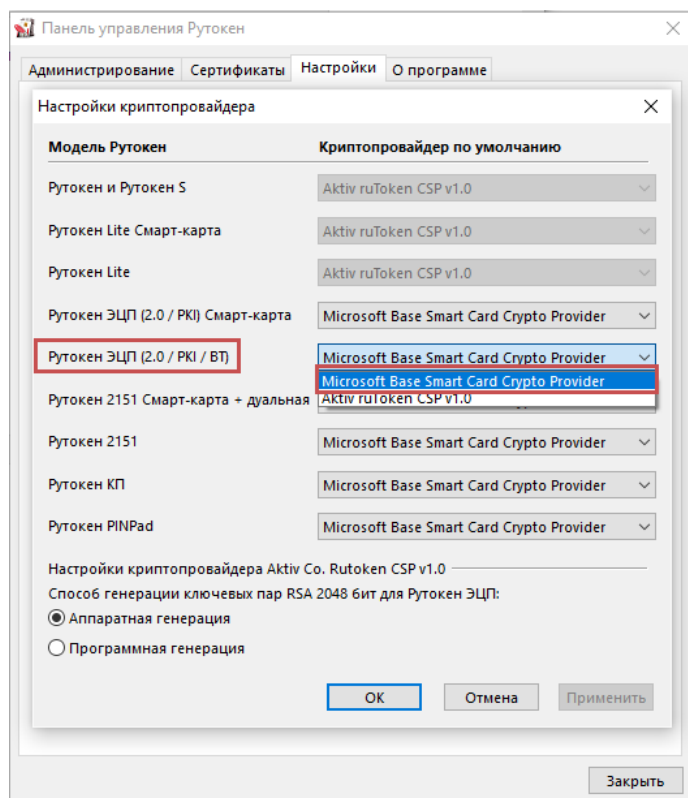 Панель управления Рутокен
Администрирование Сертификаты Настройки О программе
Настройки криптопровайдера
Модель Рутокен Криптопровайдер по умолчанию
Рутокен и Рутокен S Aktiv ruToken CSP v1.0
Рутокен Lite Смарт-карта Aktiv ruToken CSP v1.0
Рутокен Lite Aktiv ruToken CSP v1.0
Рутокен ЭЦП (2.0 / PKI) Смарт-карта Microsoft Base Smart Card Crypto Provider
Рутокен ЭЦП (2.0 / PKI / BT) Microsoft Base Smart Card Crypto Provider
Microsoft Base Smart Card Crypto Provider
Рутокен 2151 Смарт-карта + дуальная Aktiv ruToken CSP v1.0
Рутокен 2151 Microsoft Base Smart Card Crypto Provider
Рутокен КП Microsoft Base Smart Card Crypto Provider
Рутокен PINPad Microsoft Base Smart Card Crypto Provider
Настройки криптопровайдера Aktiv Co. Rutoken CSP v1.0
Способ генерации ключевых пар RSA 2048 бит для Рутокен ЭЦП:
Аппаратная генерация
Программная генерация
ОК Отмена Применить
Закрыть